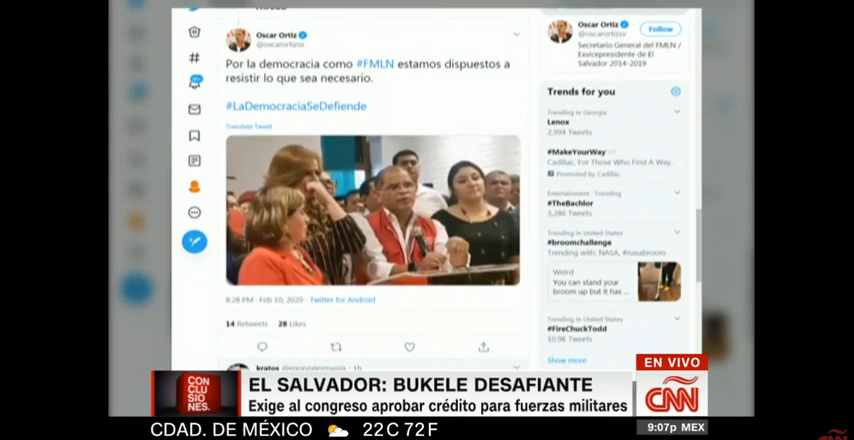 Oscar Ortiz
@oscarortizsv
Por la democracia como #FMLN estamos dispuestos a
resistir lo que sea necesario.
#LaDemocraciaSeDefiende
Translate Tweet
8:28 PM · Feb 10, 2020 · Twitter for Android
14 Retweets 28 Likes
kratos
1h
Oscar Ortiz
@oscarortizsv
Follow
Secretario General del FMLN /
Exvicepresidente de El
Salvador 2014-2019
Trends for you
Trending in Georgia
Lenox
2,994 Tweets
#MakeYourWay
Cadillac. For Those Who Find A Way.
Promoted by Cadillac
Entertainment · Trending
#TheBachlor
3,286 Tweets
Trending in United States
#broomchallenge
Trending with: NASA, #nasabroom
Weird
You can stand your
broom up but it has ...
Trending in United States
#FireChuckTodd
10.9K Tweets
Show more
EN VIVO
CON
CLU
SIO
NES.
EL SALVADOR: BUKELE DESAFIANTE
Exige al congreso aprobar crédito para fuerzas militares
CNN
CDAD. DE MÉXICO 22C 72F
9:07p MEX